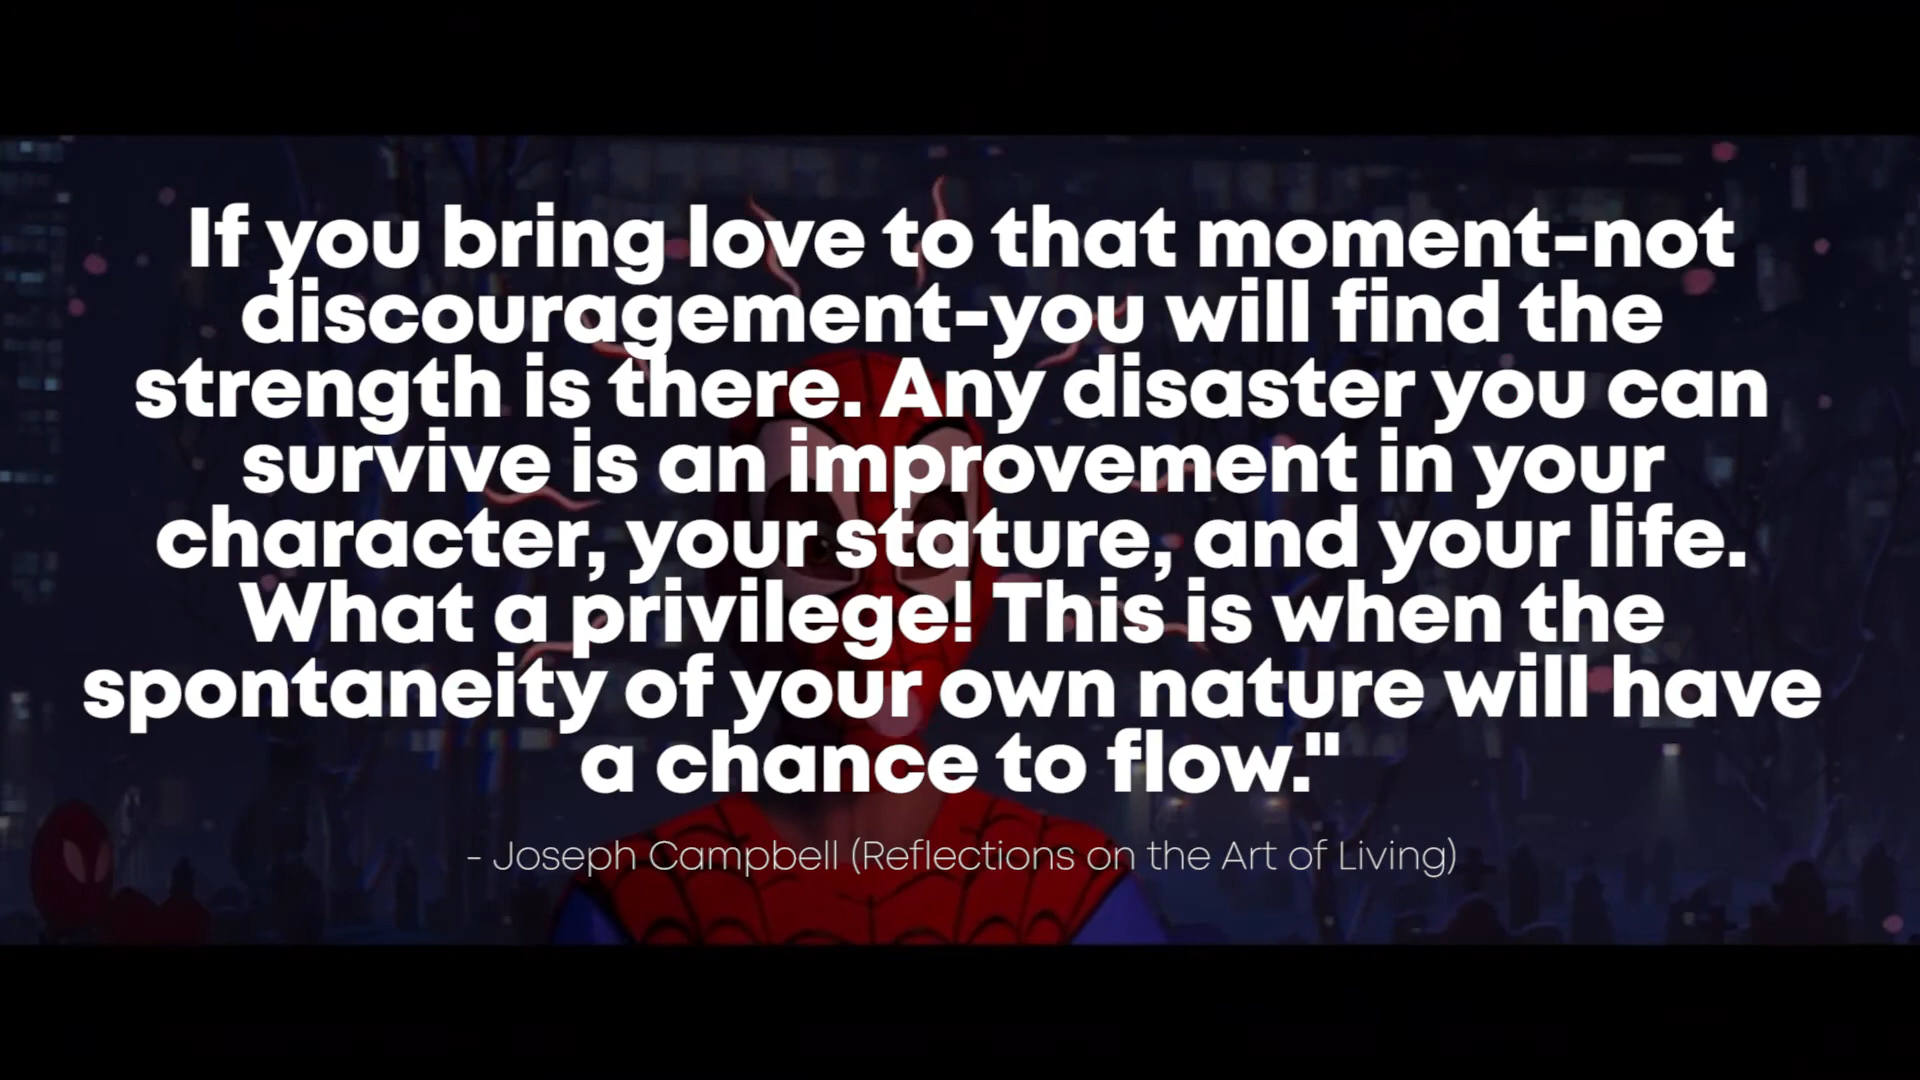 If you bring love to that moment-not
discouragement-you will find the
strength is there. Any disaster you can
survive is an improvement in your
character, your stature, and your life.
What a privilege! This is when the
spontaneity of your own nature will have
a chance to flow."
- Joseph Campbell (Reflections on the Art of Living)